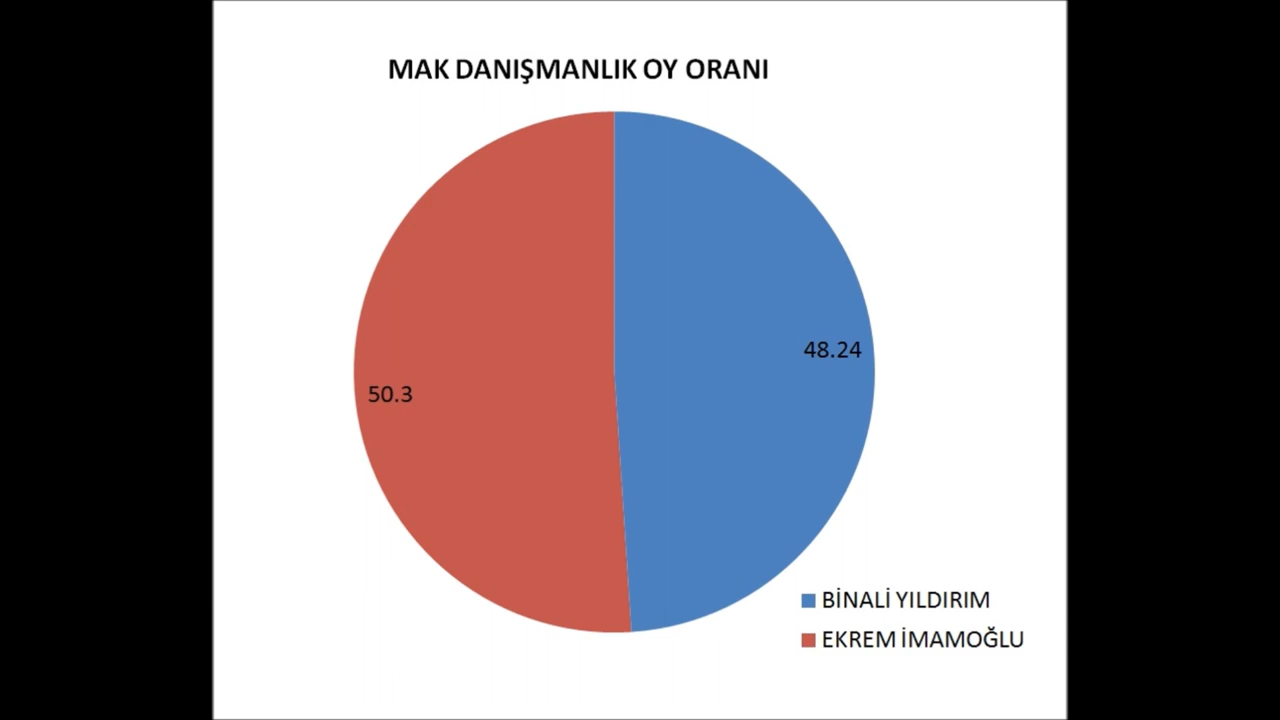 MAK DANIŞMANLIK OY ORANI
48.24
50.3
BİNALİ YILDIRIM
EKREM İMAMOĞLU